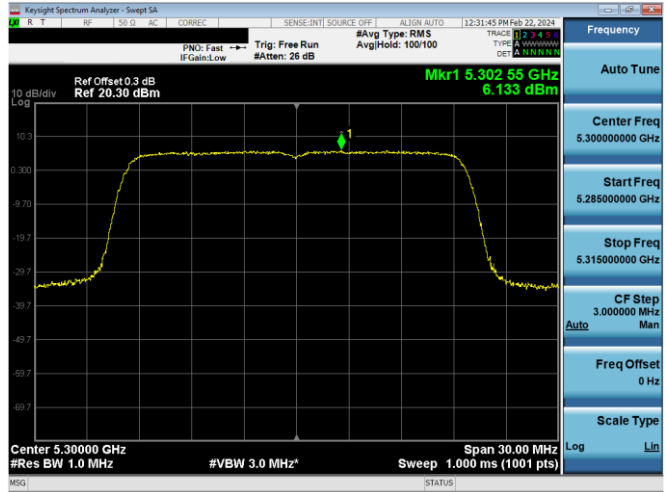 Keysight Spectrum Analyzer - Swept SA
LXI R T RF 50 Ω AC CORREC SENSE:INT SOURCE OFF ALIGN AUTO 12:31:45 PM Feb 22, 2024
Frequency
#Avg Type: RMS
TRACE 1 2 3 4 5 6
PNO: Fast
Trig: Free Run
Avg|Hold: 100/100
TYPE A WWWWW
IFGain:Low
#Atten: 26 dB
DET A N N N N N
Auto Tune
Ref Offset 0.3 dB
Mkr1 5.302 55 GHz
10 dB/div
Ref 20.30 dBm
6.133 dBm
Log
1
10.3
0.300
-9.70
-19.7
-29.7
-39.7
-49.7
-59.7
-69.7
Center Freq
5.300000000 GHz
Start Freq
5.285000000 GHz
Stop Freq
5.315000000 GHz
CF Step
3.000000 MHz
Auto Man
Freq Offset
0 Hz
Scale Type
Log Lin
Center 5.30000 GHz
Span 30.00 MHz
#Res BW 1.0 MHz
#VBW 3.0 MHz*
Sweep 1.000 ms (1001 pts)
MSG
STATUS